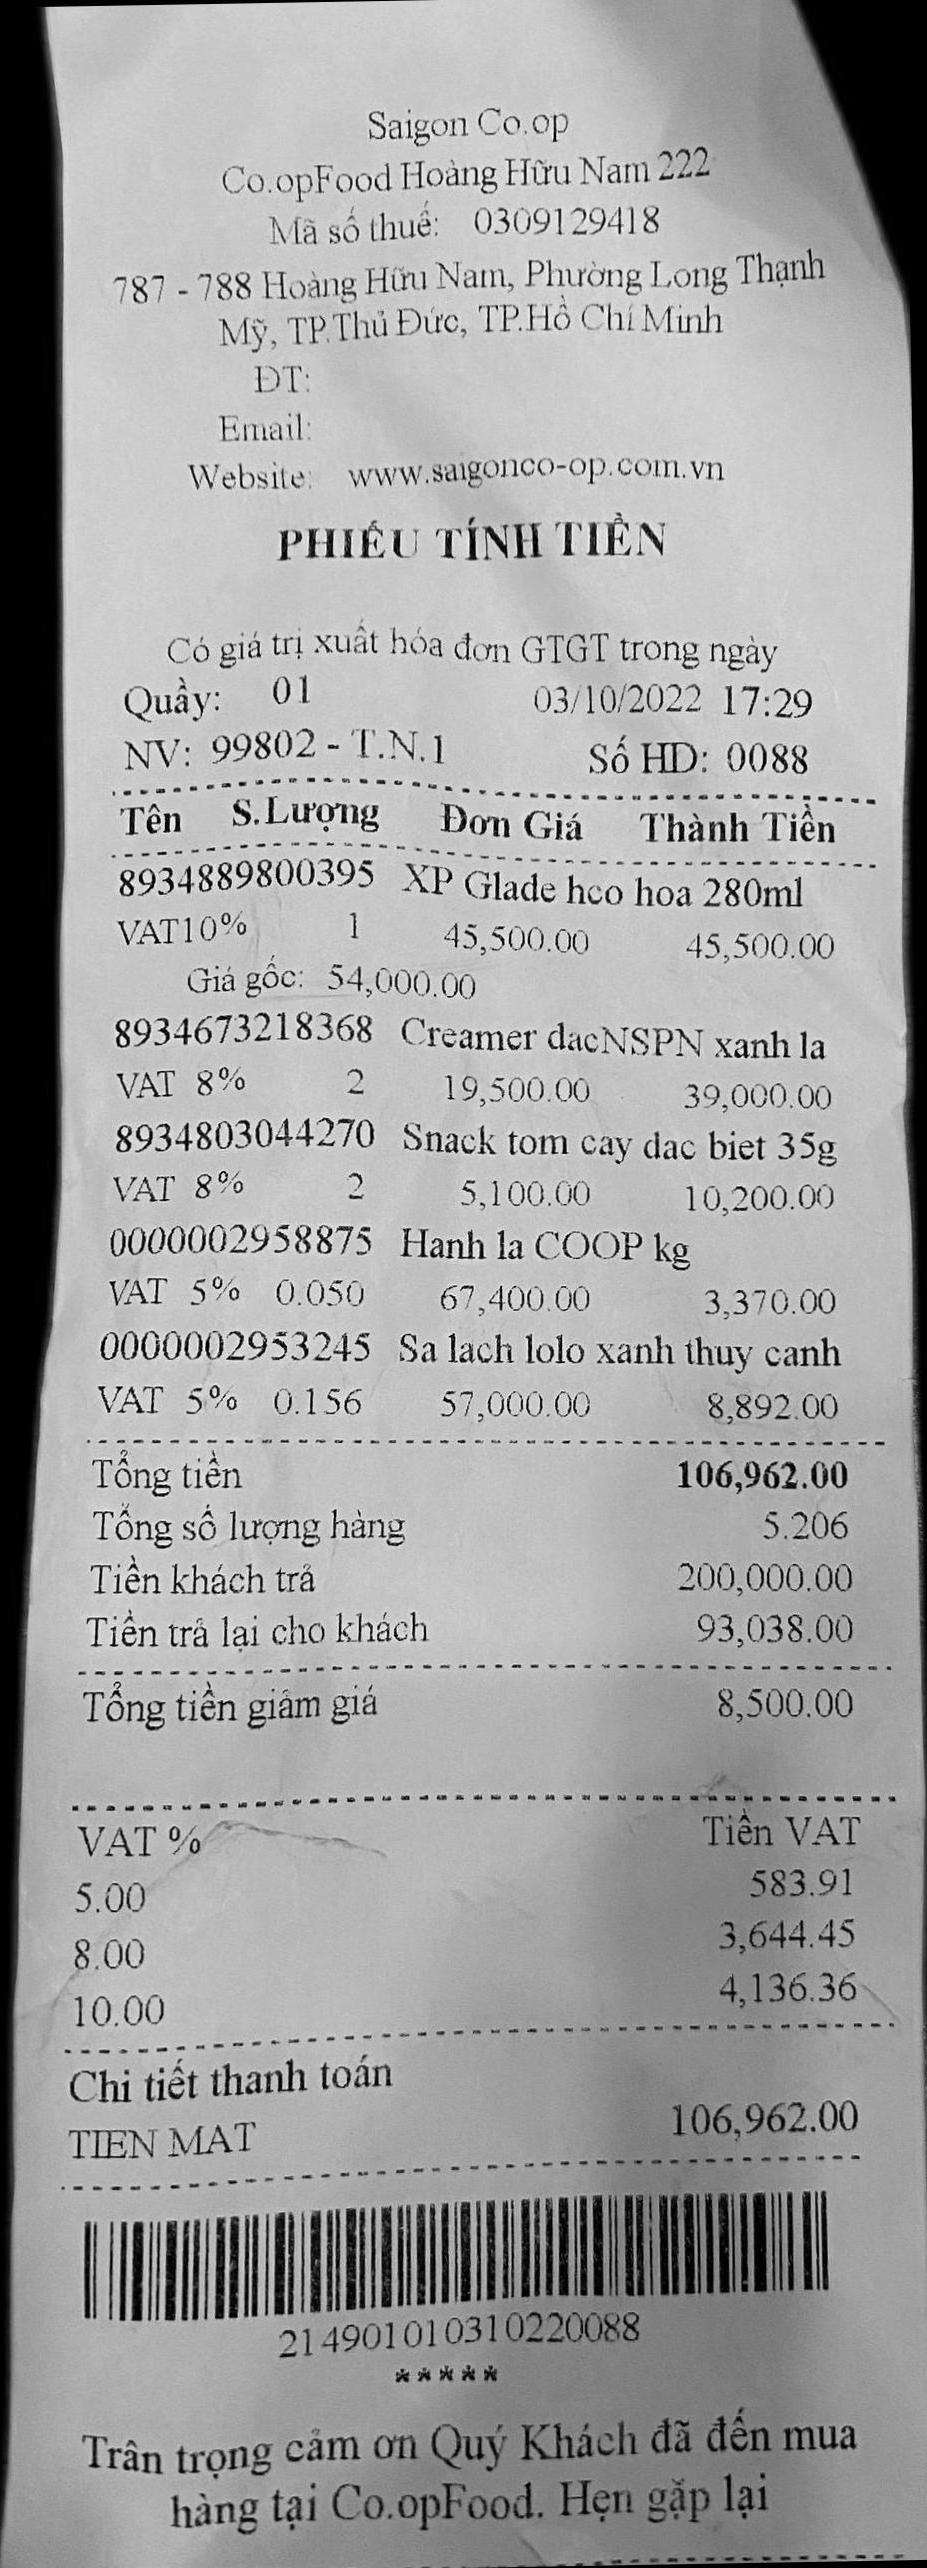 Saigon Co.op
Co.opFood Hoàng Hữu Nam 222
Mã số thuế: 0309129418
787 - 788 Hoàng Hữu Nam, Phường Long Thạnh
Mỹ, TP.Thủ Đức, TP.Hồ Chí Minh
ĐT:
Email:
Website: www.saigonco-op.com.vn
PHIẾU TÍNH TIỀN
Có giá trị xuất hóa đơn GTGT trong ngày
Quầy: 01 03/10/2022 17:29
NV: 99802 - T.N.1 Số HD: 0088
Tên S.Lượng Đơn Giá Thành Tiền
8934889800395 XP Glade hco hoa 280ml
VAT10% 1 45,500.00 45,500.00
Giá gốc: 54,000.00
8934673218368 Creamer dacNSPN xanh la
VAT 8% 2 19,500.00 39,000.00
8934803044270 Snack tom cay dac biet 35g
VAT 8% 2 5,100.00 10,200.00
0000002958875 Hanh la COOP kg
VAT 5% 0.050 67,400.00 3,370.00
0000002953245 Sa lach lolo xanh thuy canh
VAT 5% 0.156 57,000.00 8,892.00
Tổng tiền 106,962.00
Tổng số lượng hàng 5.206
Tiền khách trả 200,000.00
Tiền trả lại cho khách 93,038.00
Tổng tiền giảm giá 8,500.00
VAT % Tiền VAT
5.00 583.91
8.00 3,644.45
10.00 4,136.36
Chi tiết thanh toán
TIEN MAT 106,962.00
214901010310220088
*****
Trân trọng cảm ơn Quý Khách đã đến mua
hàng tại Co.opFood. Hẹn gặp lại